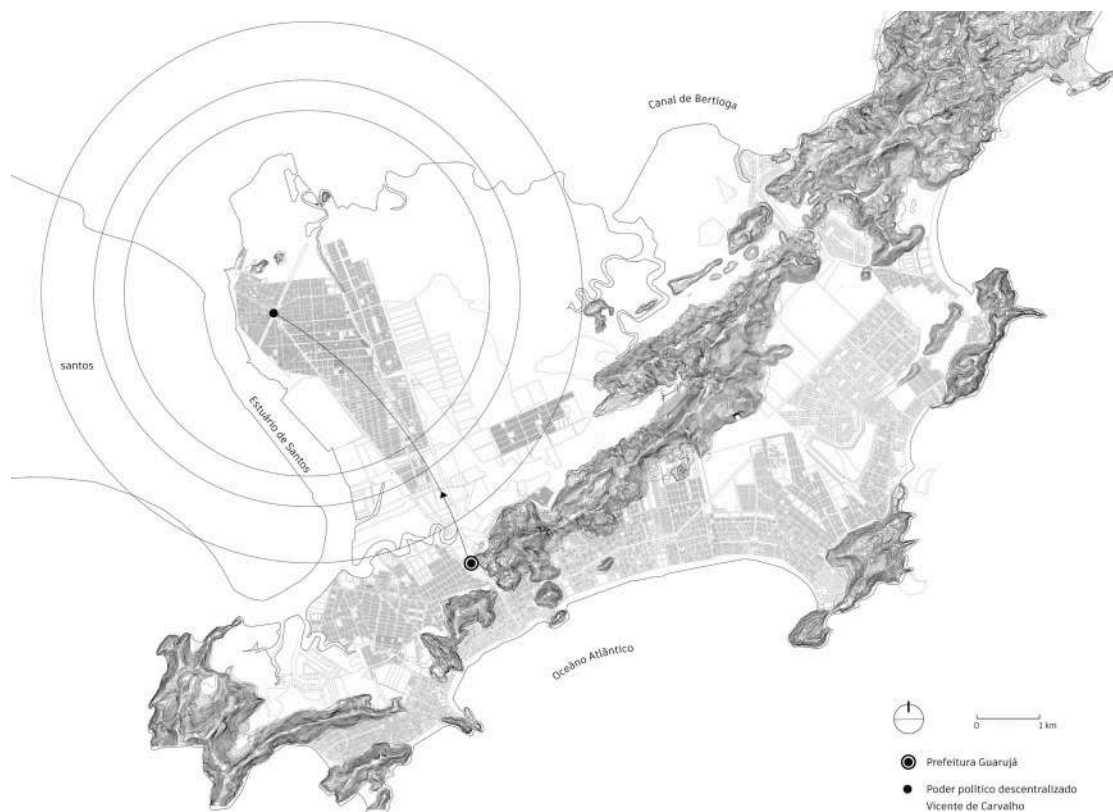 Canal de Bertioga
santos
Estuário de Santos
Oceâno Atlântico
0 1 km
Prefeitura Guarujá
Poder político descentralizado
Vicente de Carvalho